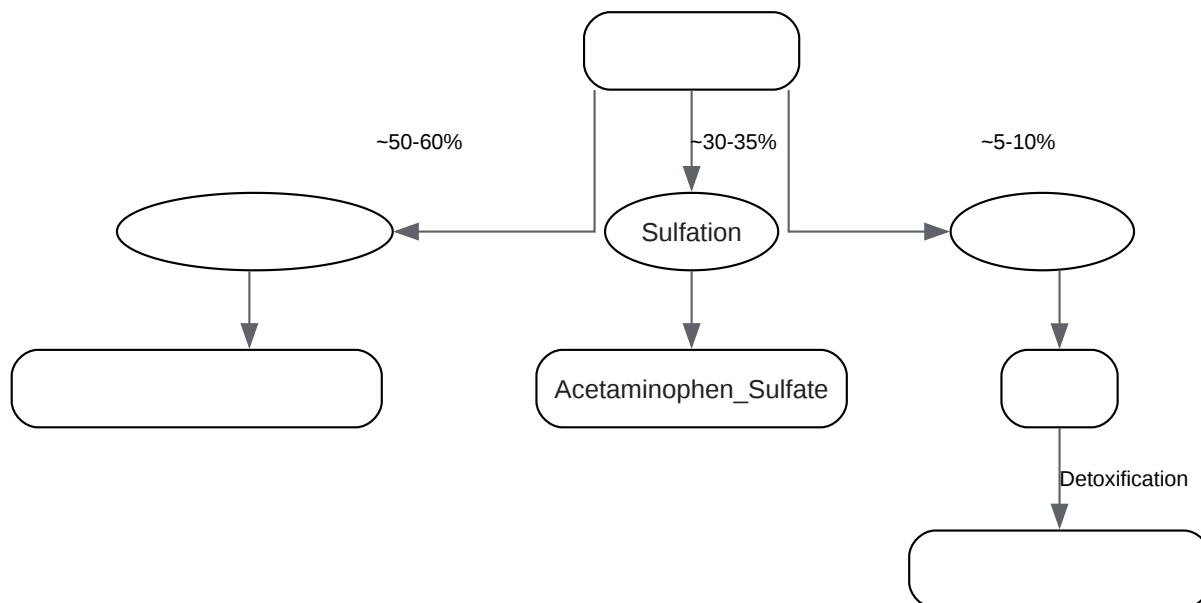 ~50-60%
~30-35%
~5-10%
Sulfation
Acetaminophen_Sulfate
Detoxification